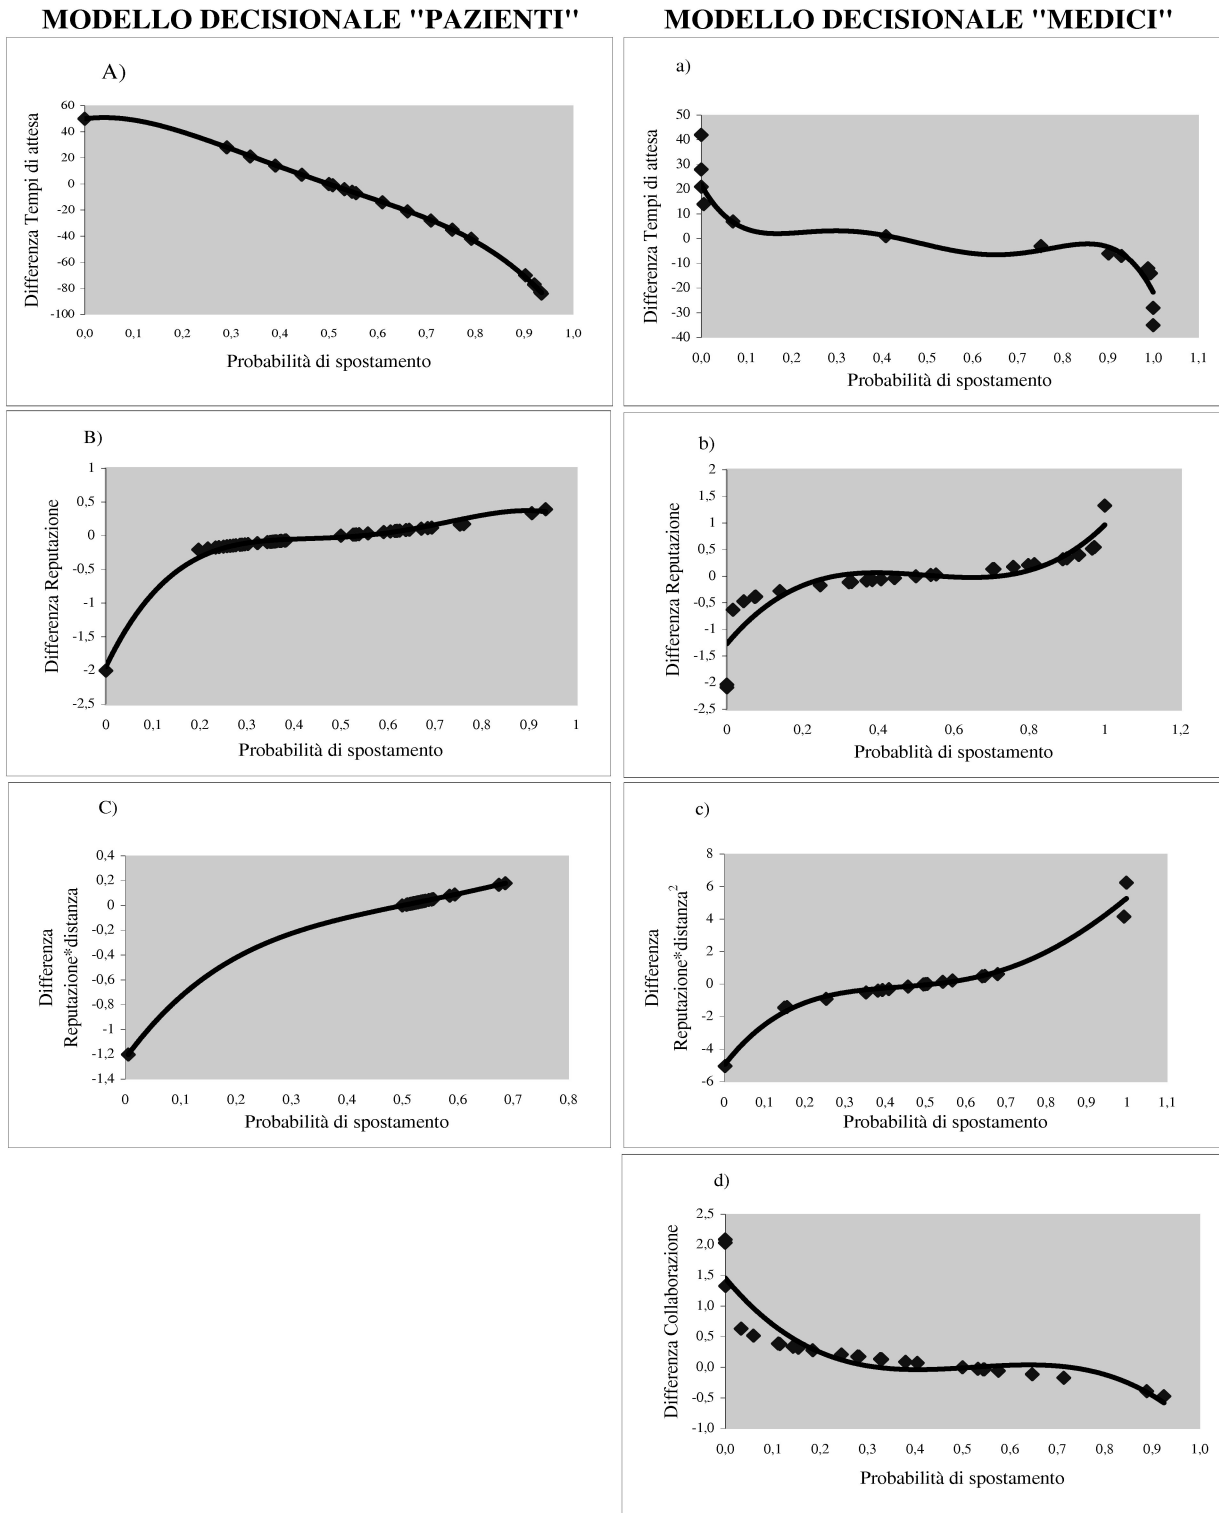 MODELLO DECISIONALE "PAZIENTI"
MODELLO DECISIONALE "MEDICI"
A)
Differenza Tempi di attesa
60
40
20
0
-20
-40
-60
-80
-100
0,0 0,1 0,2 0,3 0,4 0,5 0,6 0,7 0,8 0,9 1,0
Probabilità di spostamento
a)
Differenza Tempi di attesa
50
40
30
20
10
0
-10
-20
-30
-40
0,0 0,1 0,2 0,3 0,4 0,5 0,6 0,7 0,8 0,9 1,0 1,1
Probabilità di spostamento
B)
Differenza Reputazione
1
0,5
0
-0,5
-1
-1,5
-2
-2,5
0 0,1 0,2 0,3 0,4 0,5 0,6 0,7 0,8 0,9 1
Probabilità di spostamento
b)
Differenza Reputazione
2
1,5
1
0,5
0
-0,5
-1
-1,5
-2
-2,5
0 0,2 0,4 0,6 0,8 1 1,2
Probablità di spostamento
C)
Differenza
Reputazione*distanza
0,4
0,2
0
-0,2
-0,4
-0,6
-0,8
-1
-1,2
-1,4
0 0,1 0,2 0,3 0,4 0,5 0,6 0,7 0,8
Probabilità di spostamento
c)
Differenza
Reputazione*distanza²
8
6
4
2
0
-2
-4
-6
0 0,1 0,2 0,3 0,4 0,5 0,6 0,7 0,8 0,9 1 1,1
Probabilità di spostamento
d)
Differenza Collaborazione
2,5
2,0
1,5
1,0
0,5
0,0
-0,5
-1,0
0,0 0,1 0,2 0,3 0,4 0,5 0,6 0,7 0,8 0,9 1,0
Probabilità di spostamento